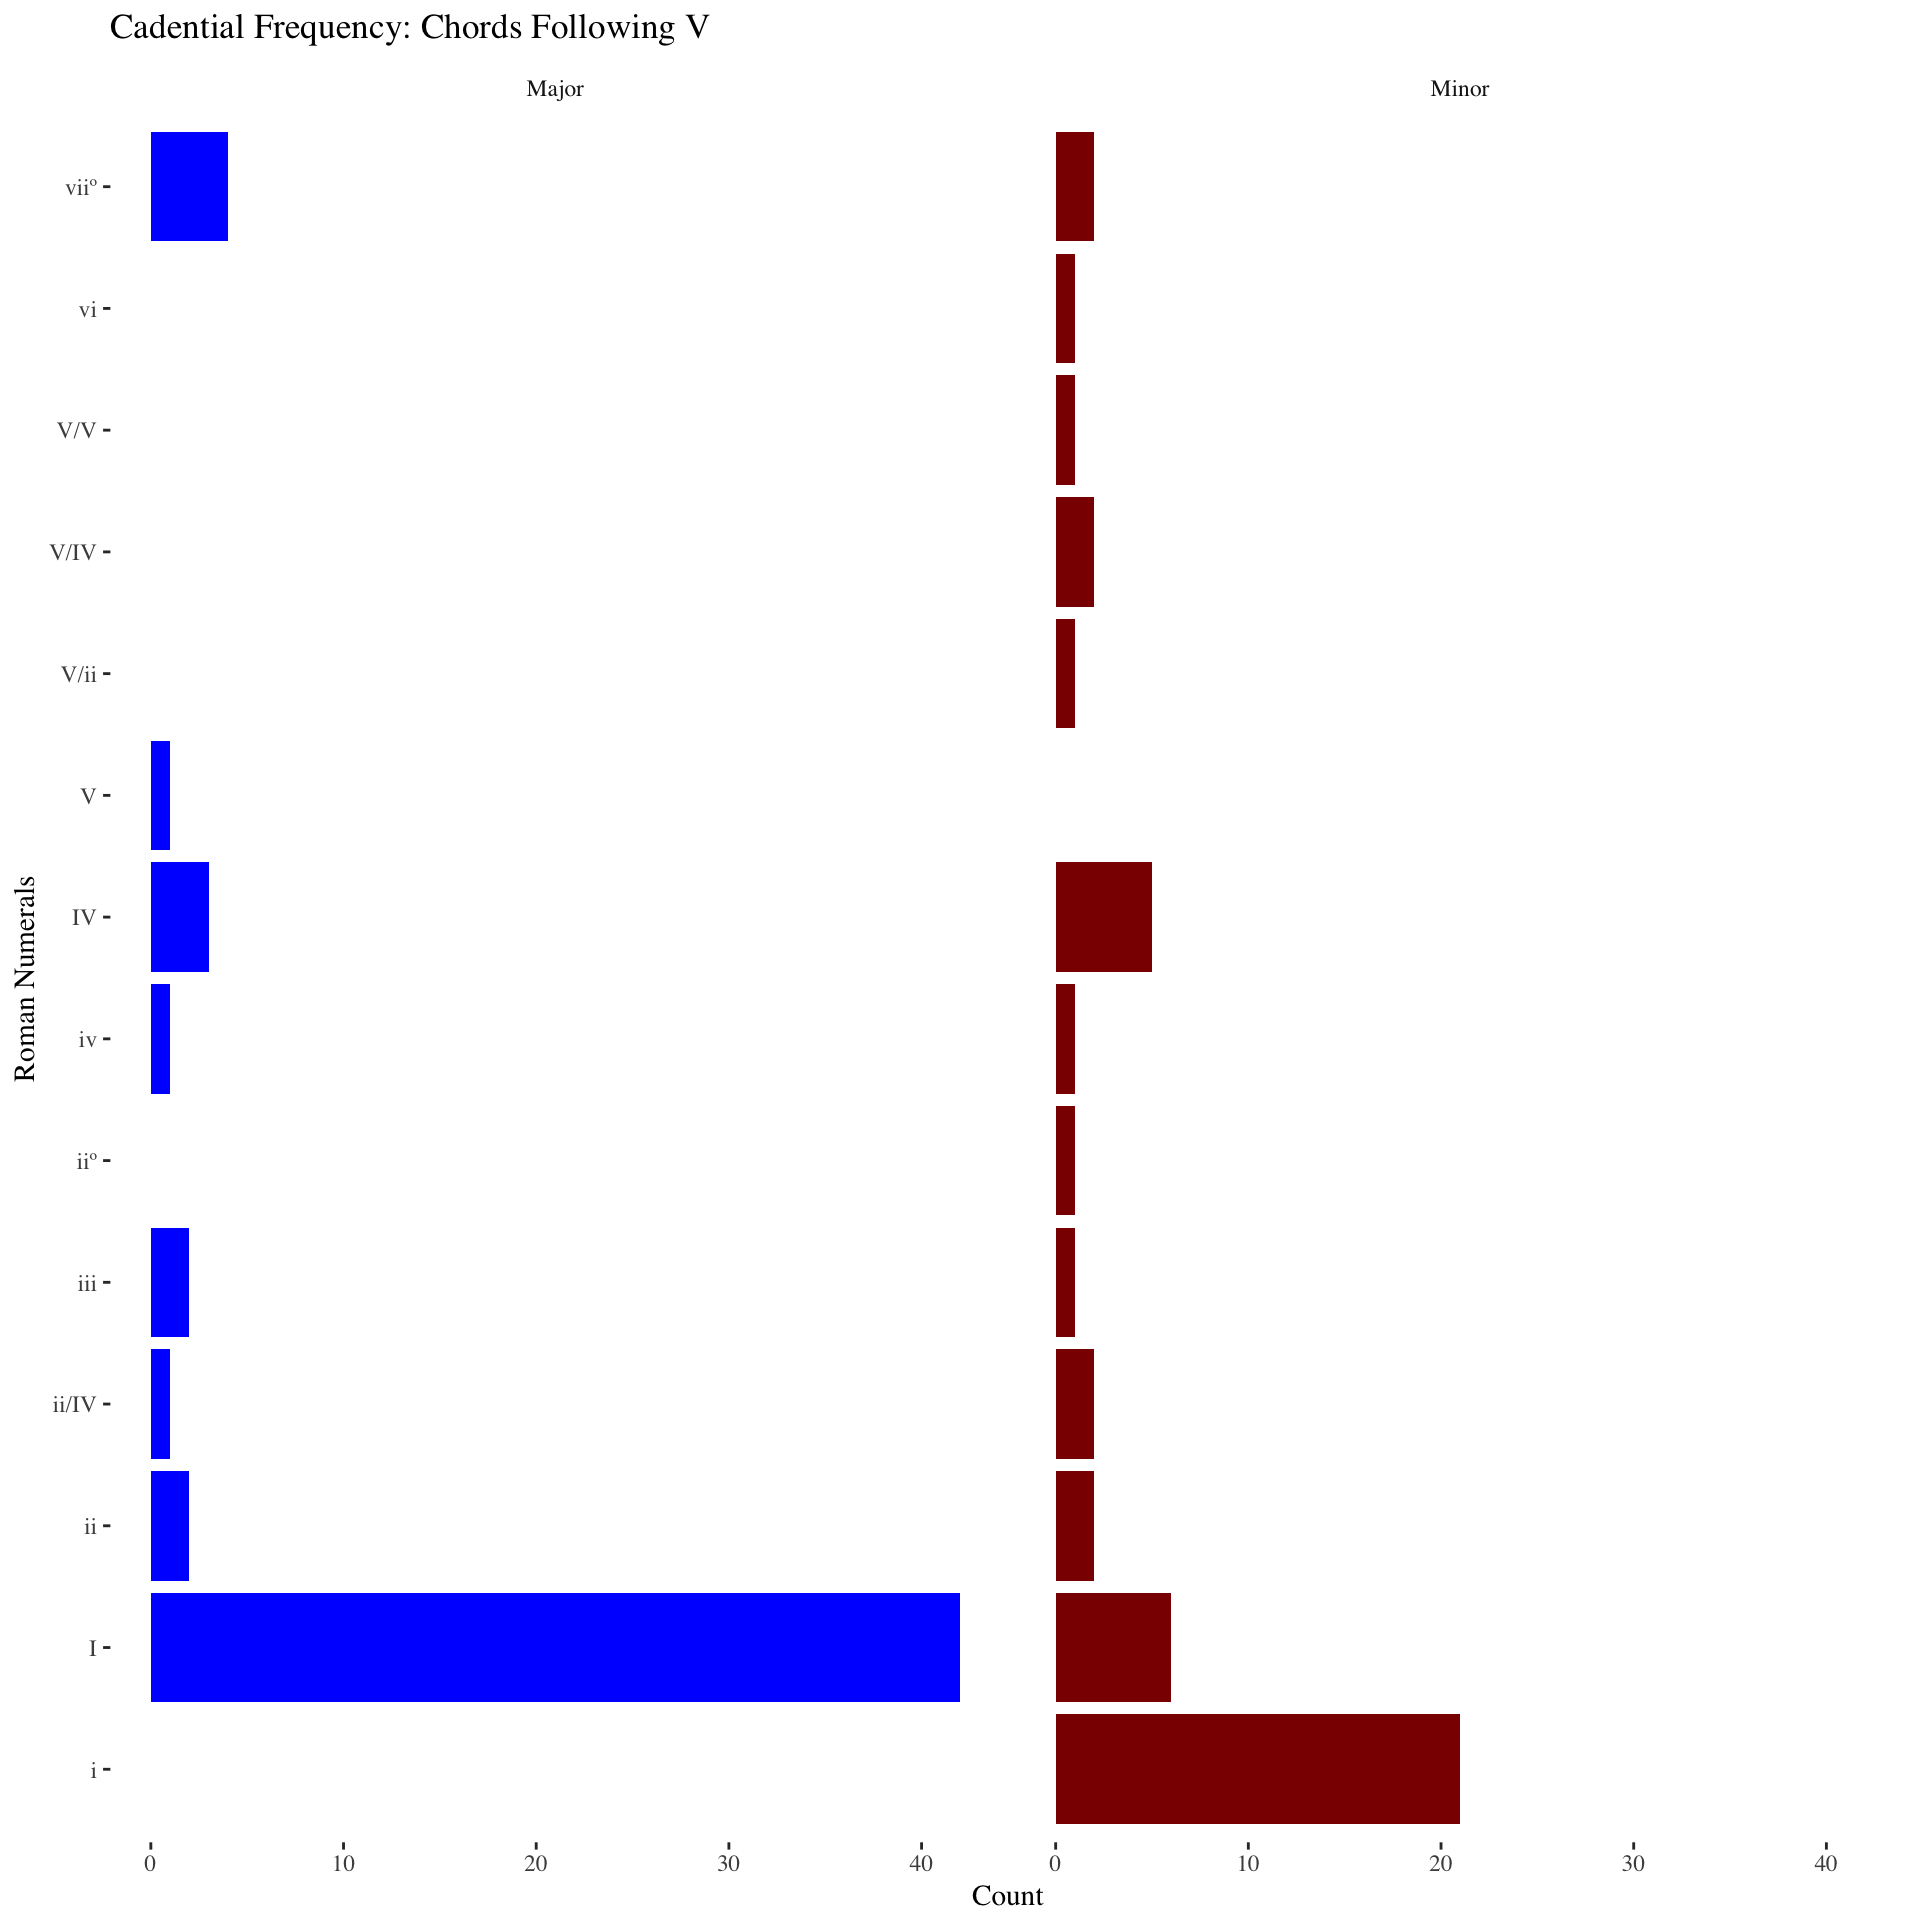 Cadential Frequency: Chords Following V
Major
Minor
viiº
vi
V/V
V/IV
V/ii
V
IV
iv
iiº
iii
ii/IV
ii
I
i
Roman Numerals
0 10 20 30 40
0 10 20 30 40
Count